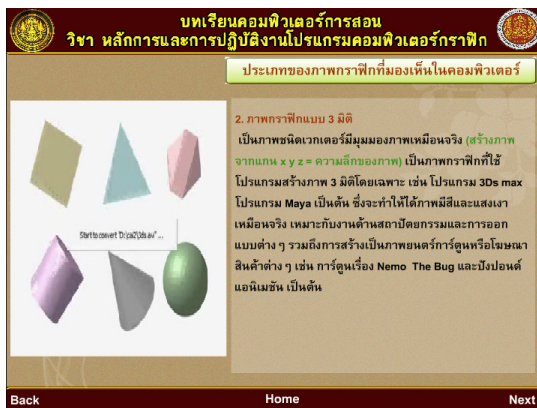 บทเรียนคอมพิวเตอร์การสอน
วิชา หลักการและการปฏิบัติงานโปรแกรมคอมพิวเตอร์กราฟิก
ประเภทของภาพกราฟิกที่มองเห็นในคอมพิวเตอร์
2. ภาพกราฟิกแบบ 3 มิติ
เป็นภาพชนิดเวกเตอร์มีมุมมองภาพเหมือนจริง (สร้างภาพ
จากแกน x y z = ความลึกของภาพ) เป็นภาพกราฟิกที่ใช้
โปรแกรมสร้างภาพ 3 มิติโดยเฉพาะ เช่น โปรแกรม 3Ds max
โปรแกรม Maya เป็นต้น ซึ่งจะทำให้ได้ภาพมีสีและแสงเงา
เหมือนจริง เหมาะกับงานด้านสถาปัตยกรรมและการออก
แบบต่าง ๆ รวมถึงการสร้างเป็นภาพยนตร์การ์ตูนหรือโฆษณา
สินค้าต่าง ๆ เช่น การ์ตูนเรื่อง Nemo The Bug และปังปอนด์
แอนิเมชัน เป็นต้น
Start to convert
Back
Home
Next